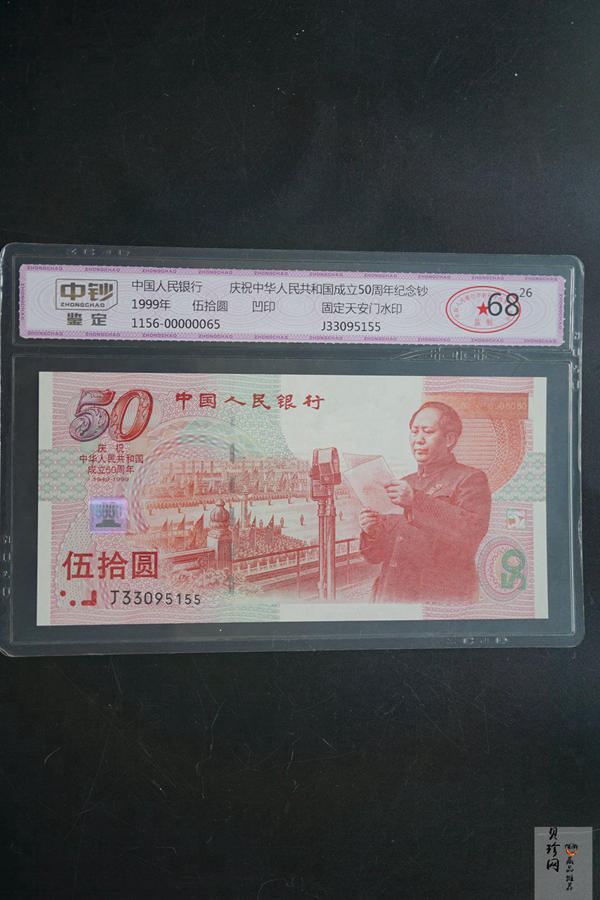 中钞
ZHONGCHAO
鉴定
中国人民银行 庆祝中华人民共和国成立50周年纪念钞
1999年 伍拾圆 凹印 固定天安门水印
1156-00000065 J33095155
68
26
50
中国人民银行
庆祝
中华人民共和国
成立50周年
1949-1999
伍拾圆
J33095155
50
贝珍网